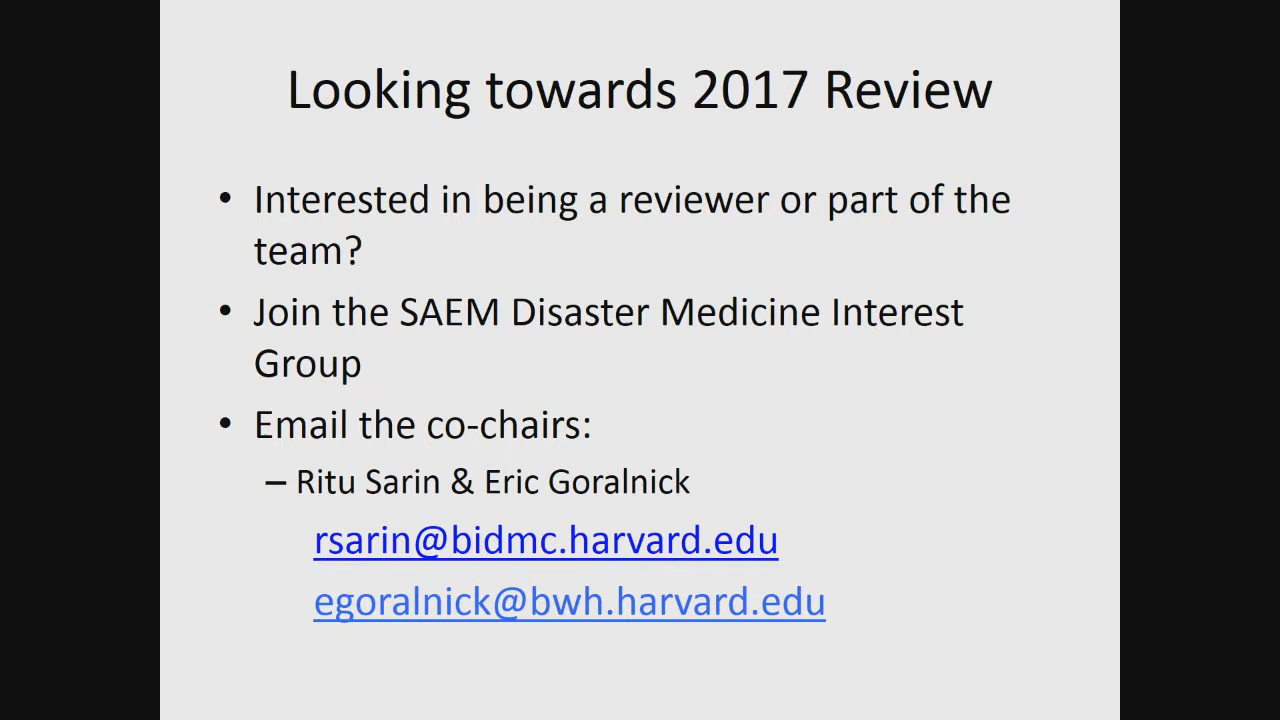 Looking towards 2017 Review
• Interested in being a reviewer or part of the
team?
• Join the SAEM Disaster Medicine Interest
Group
• Email the co-chairs:
– Ritu Sarin & Eric Goralnick
rsarin@bidmc.harvard.edu
egoralnick@bwh.harvard.edu